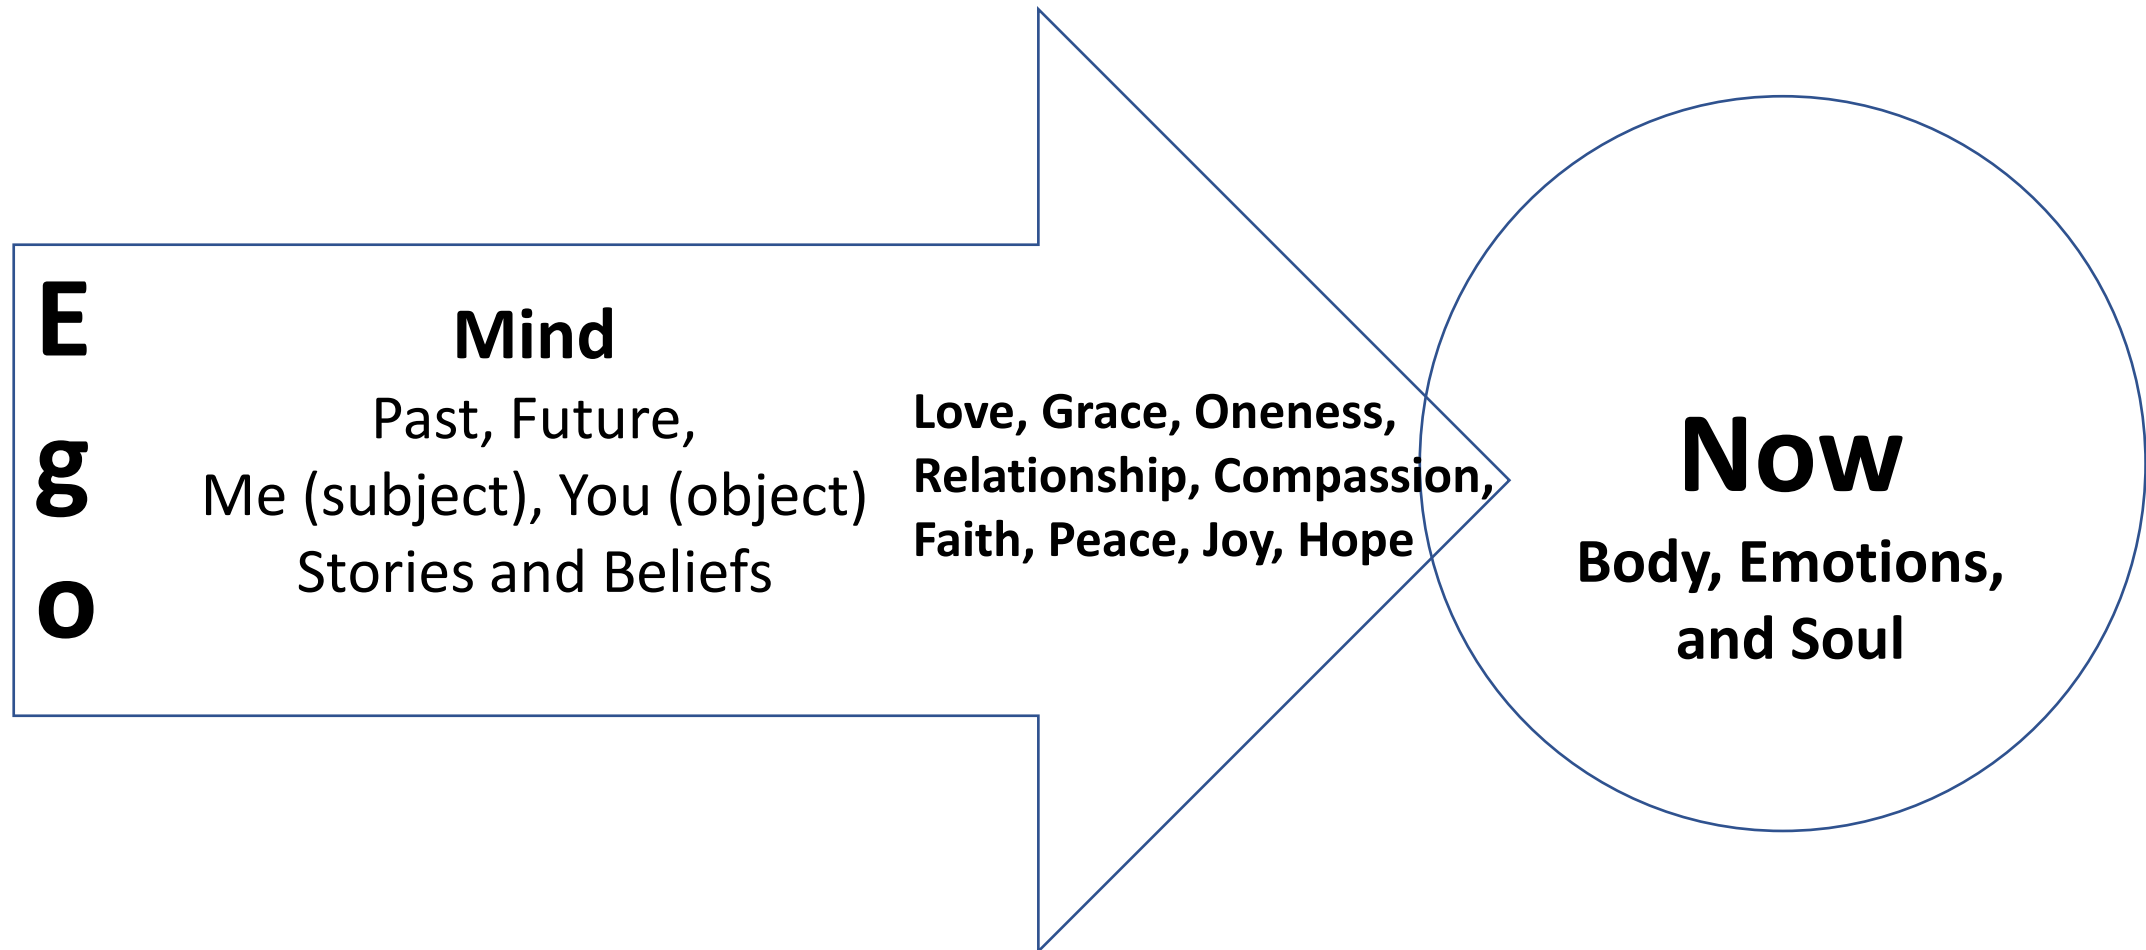 Ego
Mind
Past, Future,
Me (subject), You (object)
Stories and Beliefs
Love, Grace, Oneness,
Relationship, Compassion,
Faith, Peace, Joy, Hope
Now
Body, Emotions,
and Soul